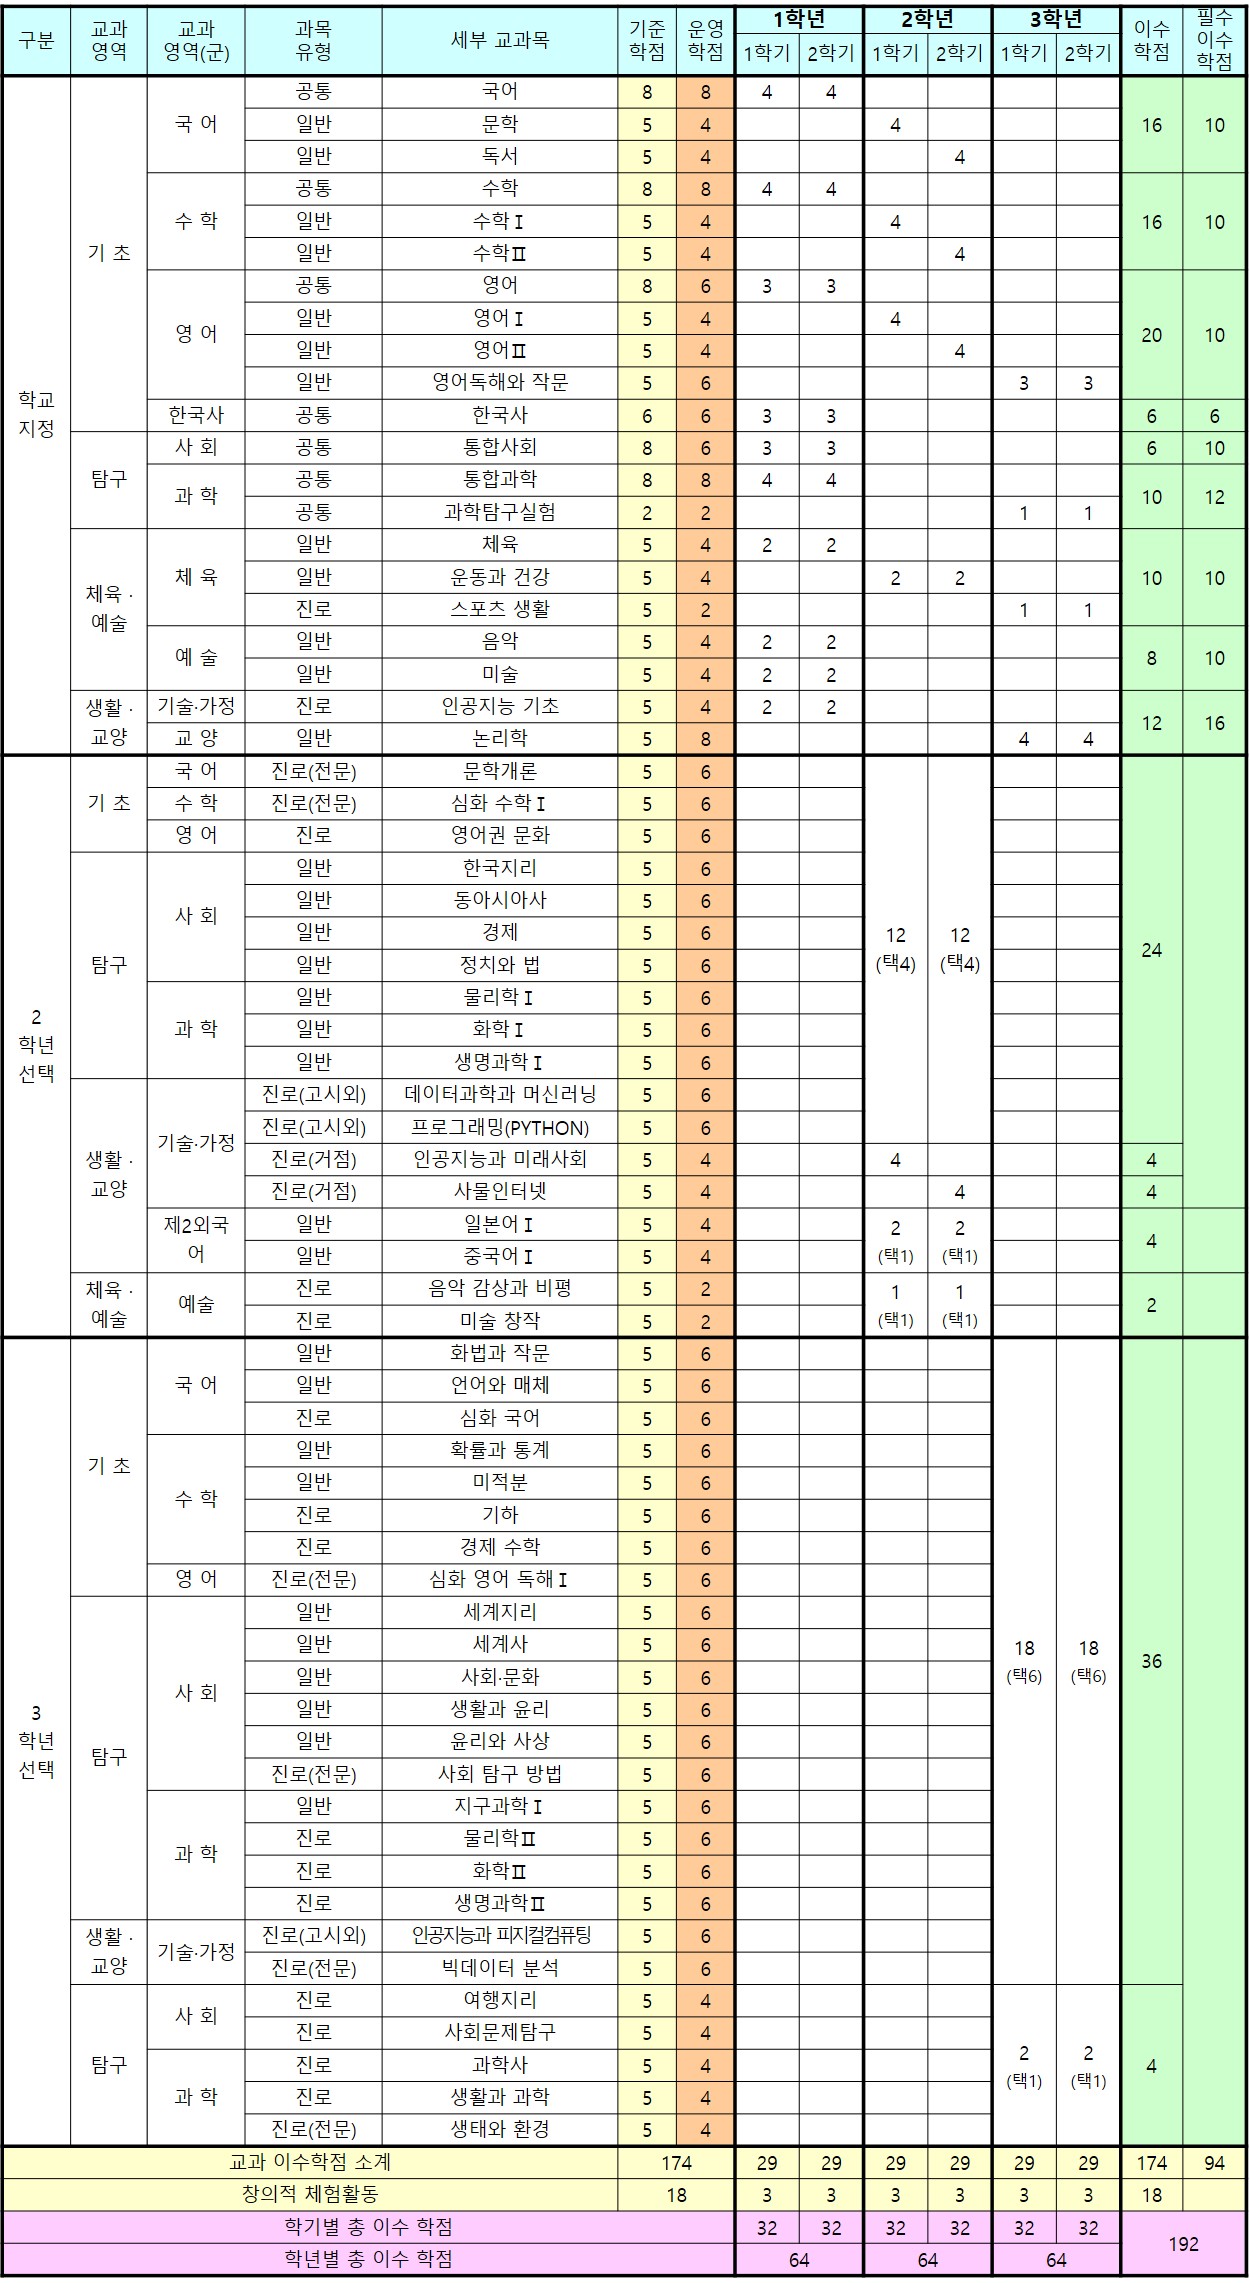 구분 교과 영역 교과 영역(군) 과목 유형 세부 교과목 기준 학점 운영 학점 1학년 2학년 3학년 이수 학점 필수 이수 학점
1학기 2학기 1학기 2학기 1학기 2학기
학교 지정 기 초 국 어 공통 국어 8 8 4 4 16 10
일반 문학 5 4 4
일반 독서 5 4 4
수 학 공통 수학 8 8 4 4 16 10
일반 수학Ⅰ 5 4 4
일반 수학Ⅱ 5 4 4
영 어 공통 영어 8 6 3 3 20 10
일반 영어Ⅰ 5 4 4
일반 영어Ⅱ 5 4 4
일반 영어독해와 작문 5 6 3 3
한국사 공통 한국사 6 6 3 3 6 6
탐구 사 회 공통 통합사회 8 6 3 3 6 10
과 학 공통 통합과학 8 8 4 4 10 12
공통 과학탐구실험 2 2 1 1
체육 · 예술 체 육 일반 체육 5 4 2 2 10 10
일반 운동과 건강 5 4 2 2
진로 스포츠 생활 5 2 1 1
예 술 일반 음악 5 4 2 2 8 10
일반 미술 5 4 2 2
생활 · 교양 기술·가정 진로 인공지능 기초 5 4 2 2 12 16
교 양 일반 논리학 5 8 4 4
2 학년 선택 기 초 국 어 진로(전문) 문학개론 5 6 12 (택4) 12 (택4) 24
수 학 진로(전문) 심화 수학Ⅰ 5 6
영 어 진로 영어권 문화 5 6
탐구 사 회 일반 한국지리 5 6
일반 동아시아사 5 6
일반 경제 5 6
일반 정치와 법 5 6
과 학 일반 물리학Ⅰ 5 6
일반 화학Ⅰ 5 6
일반 생명과학Ⅰ 5 6
생활 · 교양 기술·가정 진로(고시외) 데이터과학과 머신러닝 5 6
진로(고시외) 프로그래밍(PYTHON) 5 6
진로(거점) 인공지능과 미래사회 5 4 4 4
진로(거점) 사물인터넷 5 4 4 4
제2외국어 일반 일본어Ⅰ 5 4 2 (택1) 2 (택1) 4
일반 중국어Ⅰ 5 4
체육 · 예술 예술 진로 음악 감상과 비평 5 2 1 (택1) 1 (택1) 2
진로 미술 창작 5 2
3 학년 선택 기 초 국 어 일반 화법과 작문 5 6 18 (택6) 18 (택6) 36
일반 언어와 매체 5 6
진로 심화 국어 5 6
수 학 일반 확률과 통계 5 6
일반 미적분 5 6
진로 기하 5 6
진로 경제 수학 5 6
영 어 진로(전문) 심화 영어 독해Ⅰ 5 6
탐구 사 회 일반 세계지리 5 6
일반 세계사 5 6
일반 사회·문화 5 6
일반 생활과 윤리 5 6
일반 윤리와 사상 5 6
진로(전문) 사회 탐구 방법 5 6
과 학 일반 지구과학Ⅰ 5 6
진로 물리학Ⅱ 5 6
진로 화학Ⅱ 5 6
진로 생명과학Ⅱ 5 6
생활 · 교양 기술·가정 진로(고시외) 인공지능과 피지컬컴퓨팅 5 6
진로(전문) 빅데이터 분석 5 6
탐구 사 회 진로 여행지리 5 4 2 (택1) 2 (택1) 4
진로 사회문제탐구 5 4
과 학 진로 과학사 5 4
진로 생활과 과학 5 4
진로(전문) 생태와 환경 5 4
교과 이수학점 소계 174 29 29 29 29 29 29 174 94
창의적 체험활동 18 3 3 3 3 3 3 18
학기별 총 이수 학점 32 32 32 32 32 32 192
학년별 총 이수 학점 64 64 64